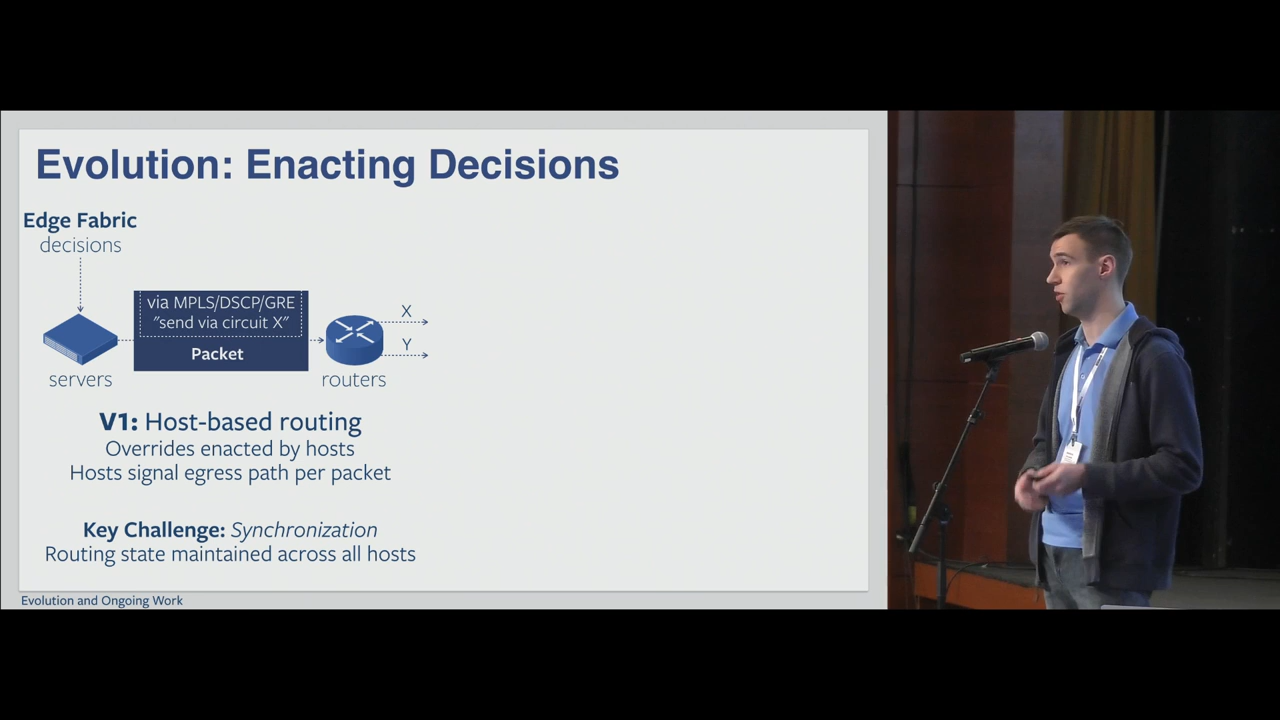 Evolution: Enacting Decisions
Edge Fabric
decisions
via MPLS/DSCP/GRE
"send via circuit X"
Packet
X
Y
servers
routers
V1: Host-based routing
Overrides enacted by hosts
Hosts signal egress path per packet
Key Challenge: Synchronization
Routing state maintained across all hosts
Evolution and Ongoing Work